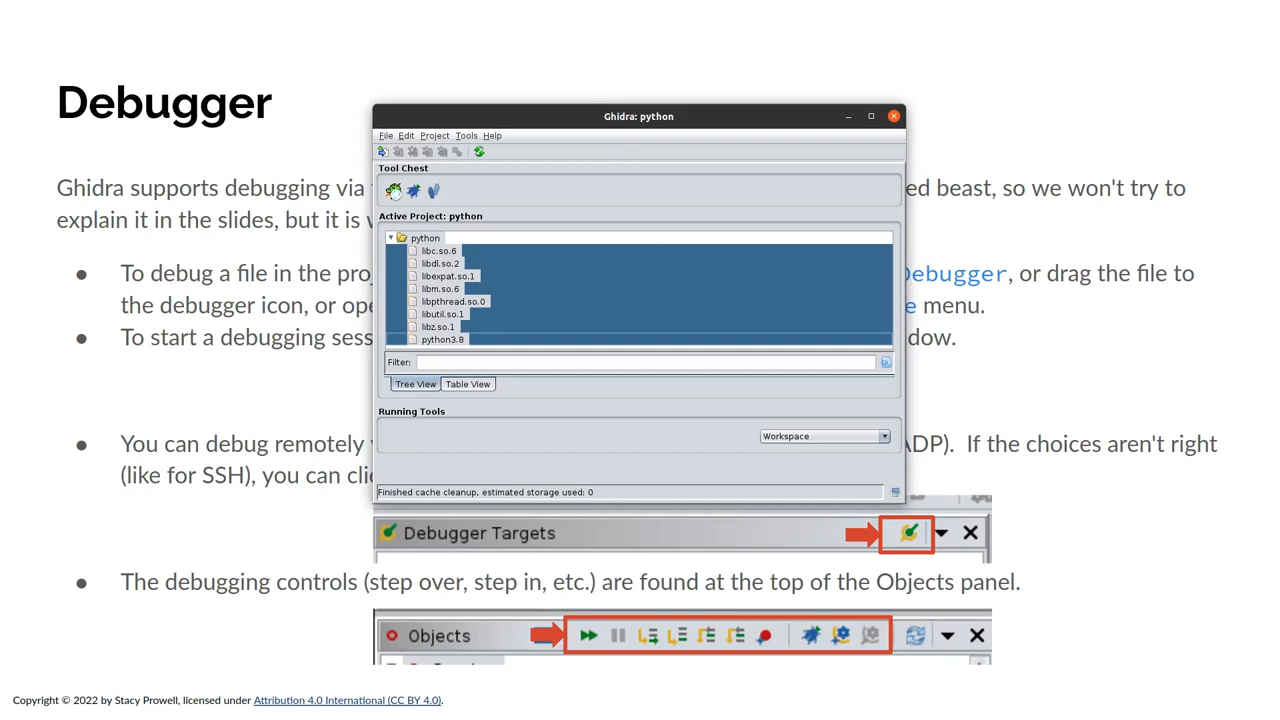 Debugger
Ghidra: python
File Edit Project Tools Help
Tool Chest
Active Project: python
python
libc.so.6
libdl.so.2
libexpat.so.1
libm.so.6
libpthread.so.0
libutil.so.1
libz.so.1
python3.8
Filter:
Tree View Table View
Running Tools
Workspace
Finished cache cleanup, estimated storage used: 0
Ghidra supports debugging via ed beast, so we won't try to
explain it in the slides, but it is
● To debug a file in the Debugger, or drag the file to
the debugger icon, or menu.
● To start a debugging
● You can debug remotely If the choices aren't right
(like for SSH), you can
Debugger Targets
● The debugging controls (step over, step in, etc.) are found at the top of the Objects panel.
Objects
Copyright © 2022 by Stacy Prowell, licensed under Attribution 4.0 International (CC BY 4.0).